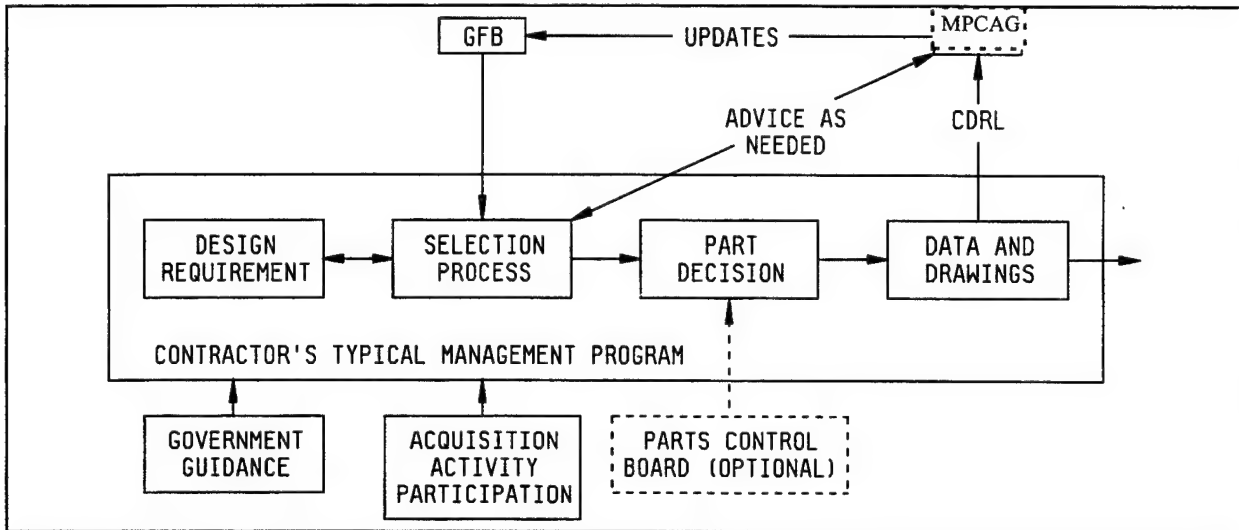 GFB
UPDATES
MPCAG
ADVICE AS
NEEDED
CDRL
DESIGN
REQUIREMENT
SELECTION
PROCESS
PART
DECISION
DATA AND
DRAWINGS
CONTRACTOR'S TYPICAL MANAGEMENT PROGRAM
GOVERNMENT
GUIDANCE
ACQUISITION
ACTIVITY
PARTICIPATION
PARTS CONTROL
BOARD (OPTIONAL)